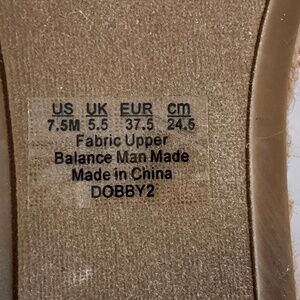 US UK EUR cm
7.5M 5.5 37.5 24.5
Fabric Upper
Balance Man Made
Made in China
DOBBY2